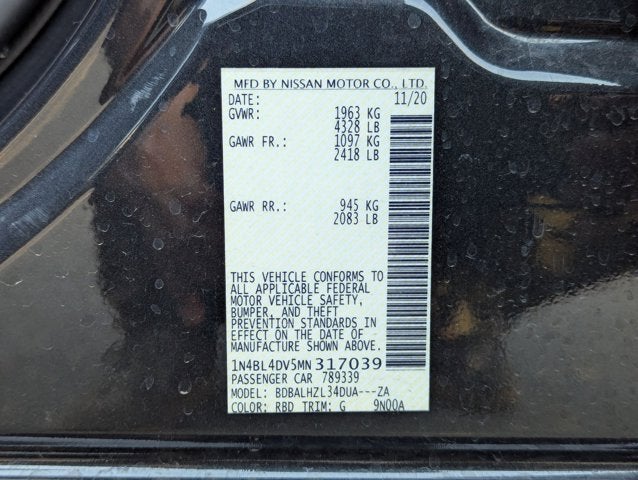 MFD BY NISSAN MOTOR CO., LTD.
DATE: 11/20
GVWR: 1963 KG
4328 LB
GAWR FR.: 1097 KG
2418 LB
GAWR RR.: 945 KG
2083 LB
THIS VEHICLE CONFORMS TO
ALL APPLICABLE FEDERAL
MOTOR VEHICLE SAFETY,
BUMPER, AND THEFT
PREVENTION STANDARDS IN
EFFECT ON THE DATE OF
MANUFACTURE SHOWN ABOVE.
1N4BL4DV5MN317039
PASSENGER CAR 789339
MODEL: BDBALHZL34DUA---ZA
COLOR: RBD TRIM: G 9N00A